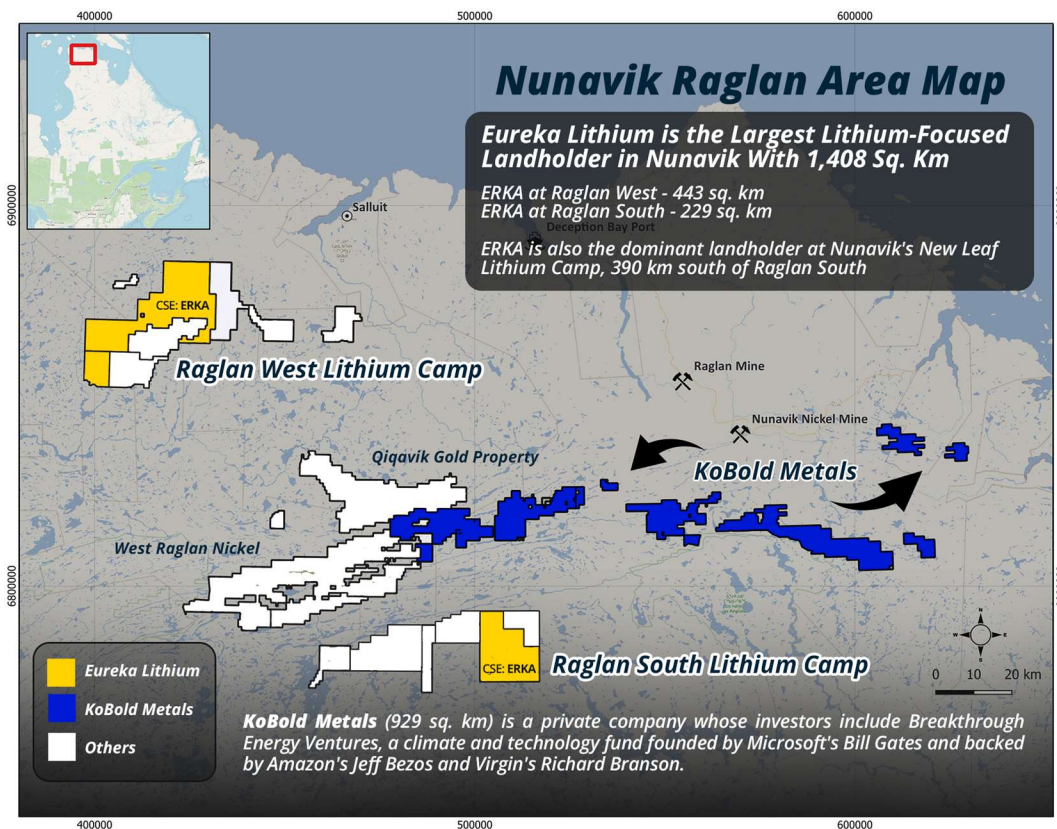 400000
500000
600000
Nunavik Raglan Area Map
Eureka Lithium is the Largest Lithium-Focused
Landholder in Nunavik With 1,408 Sq. Km
ERKA at Raglan West - 443 sq. km
ERKA at Raglan South - 229 sq. km
ERKA is also the dominant landholder at Nunavik's New Leaf
Lithium Camp, 390 km south of Raglan South
6900000
Salluit
Deception Bay Port
CSE: ERKA
Raglan West Lithium Camp
Raglan Mine
Nunavik Nickel Mine
Qiqavik Gold Property
KoBold Metals
West Raglan Nickel
6800000
N
W
E
S
CSE: ERKA
Raglan South Lithium Camp
0 10 20 km
Eureka Lithium
KoBold Metals
Others
KoBold Metals (929 sq. km) is a private company whose investors include Breakthrough
Energy Ventures, a climate and technology fund founded by Microsoft's Bill Gates and backed
by Amazon's Jeff Bezos and Virgin's Richard Branson.
400000
500000
600000